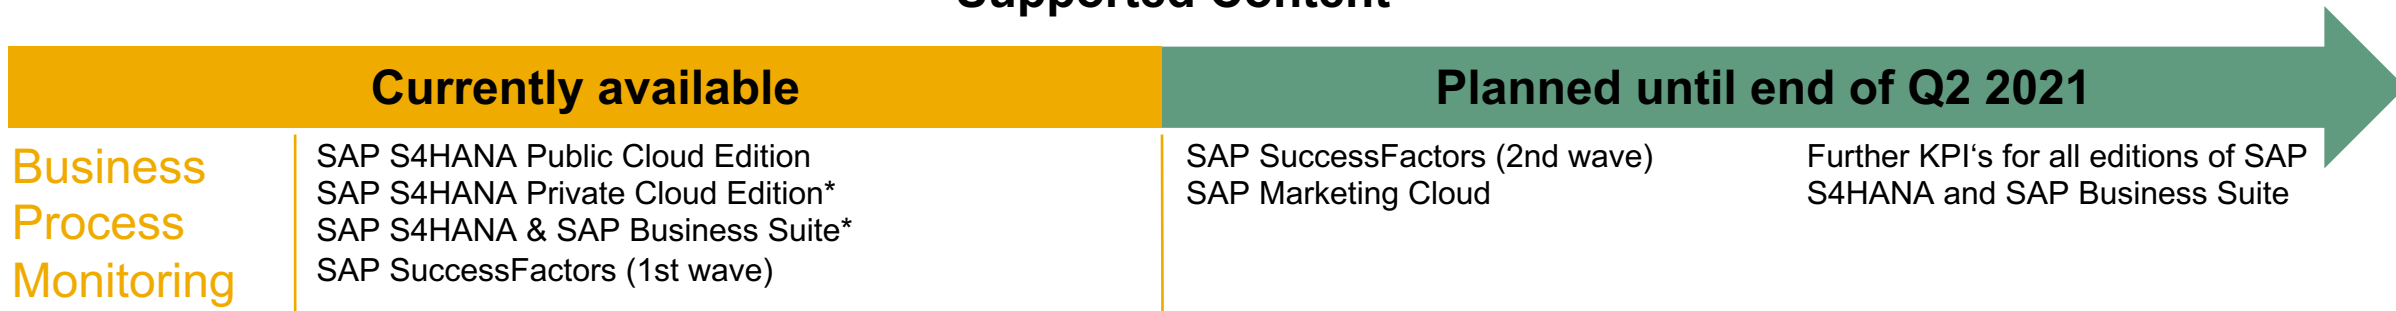 Supported Content
Currently available
Planned until end of Q2 2021
Business
Process
Monitoring
SAP S4HANA Public Cloud Edition
SAP S4HANA Private Cloud Edition*
SAP S4HANA & SAP Business Suite*
SAP SuccessFactors (1st wave)
SAP SuccessFactors (2nd wave)
SAP Marketing Cloud
Further KPI‘s for all editions of SAP
S4HANA and SAP Business Suite